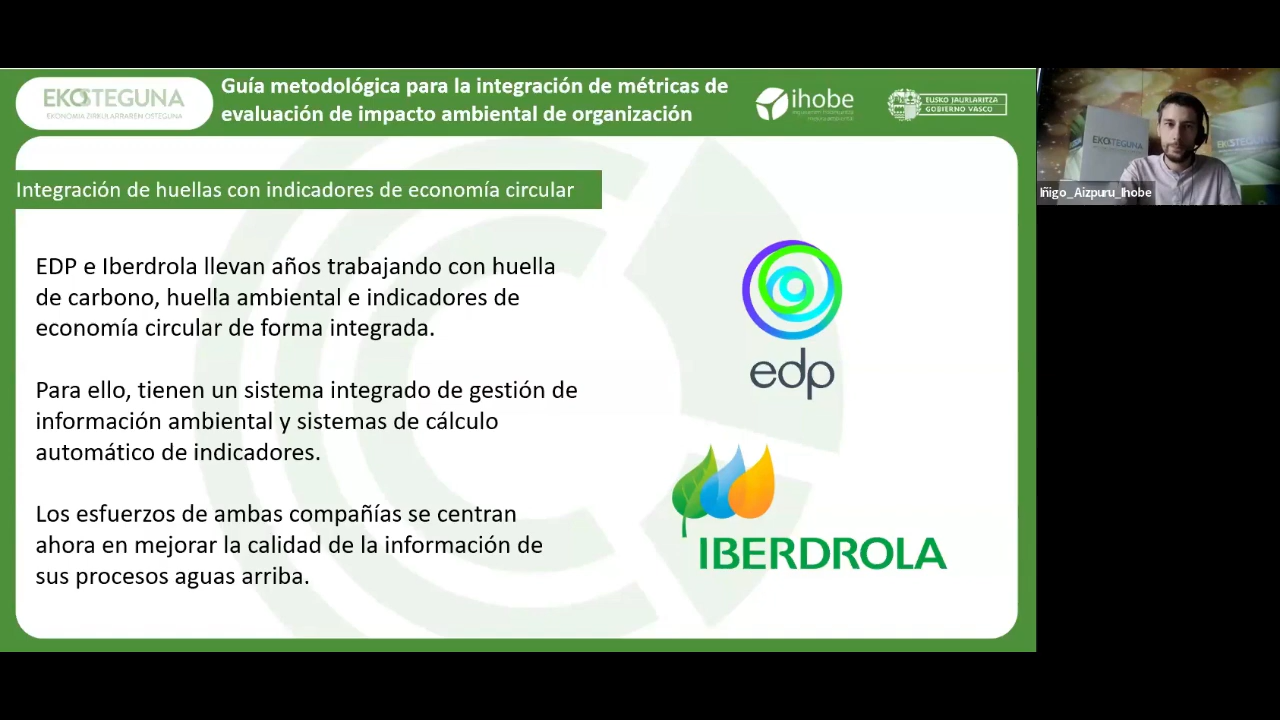 EKOSTEGUNA
EKONOMIA ZIRKULARRAREN OSTEGUNA
Guía metodológica para la integración de métricas de
evaluación de impacto ambiental de organización
ihobe
EUSKO JAURLARITZA
GOBIERNO VASCO
Integración de huellas con indicadores de economía circular
EDP e Iberdrola llevan años trabajando con huella
de carbono, huella ambiental e indicadores de
economía circular de forma integrada.
Para ello, tienen un sistema integrado de gestión de
información ambiental y sistemas de cálculo
automático de indicadores.
Los esfuerzos de ambas compañías se centran
ahora en mejorar la calidad de la información de
sus procesos aguas arriba.
edp
IBERDROLA
EKOSTEGUNA
EKOSTEGUNA
Iñigo_Aizpuru_Ihobe